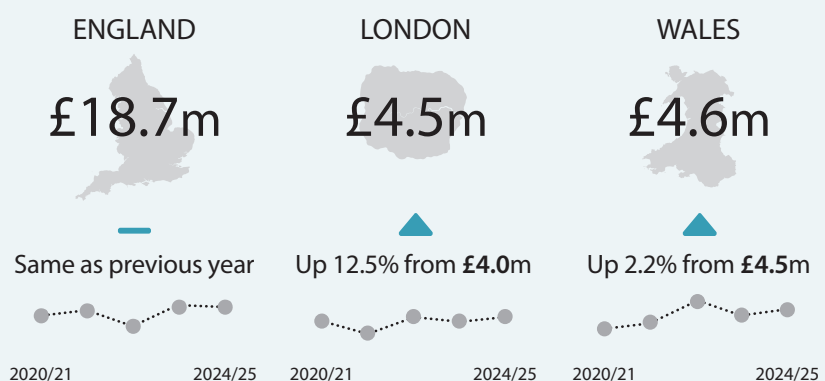 ENGLAND
£18.7m
Same as previous year
2020/21 2024/25
LONDON
£4.5m
Up 12.5% from £4.0m
2020/21 2024/25
WALES
£4.6m
Up 2.2% from £4.5m
2020/21 2024/25